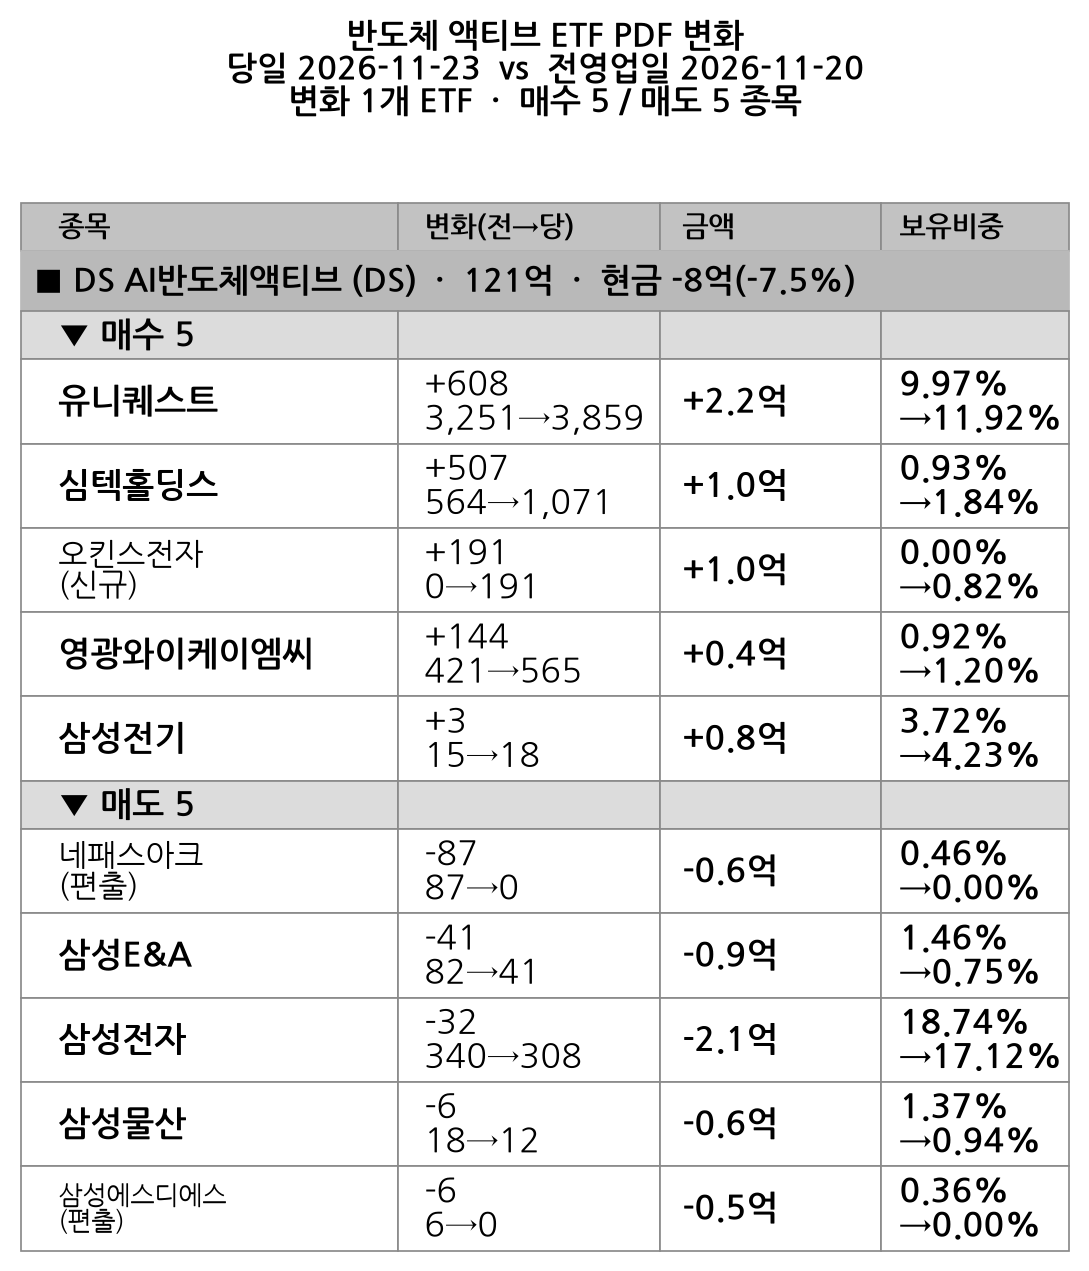 반도체 액티브 ETF PDF 변화
당일 2026-11-23 vs 전영업일 2026-11-20
변화 1개 ETF · 매수 5 / 매도 5 종목
종목 변화(전→당) 금액 보유비중
■ DS AI반도체액티브 (DS) · 121억 · 현금 -8억(-7.5%)
▼ 매수 5
유니퀘스트 +608 +2.2억 9.97%
3,251→3,859 →11.92%
심텍홀딩스 +507 +1.0억 0.93%
564→1,071 →1.84%
오킨스전자 +191 +1.0억 0.00%
(신규) 0→191 →0.82%
영광와이케이엠씨 +144 +0.4억 0.92%
421→565 →1.20%
삼성전기 +3 +0.8억 3.72%
15→18 →4.23%
▼ 매도 5
네패스아크 -87 -0.6억 0.46%
(편출) 87→0 →0.00%
삼성E&A -41 -0.9억 1.46%
82→41 →0.75%
삼성전자 -32 -2.1억 18.74%
340→308 →17.12%
삼성물산 -6 -0.6억 1.37%
18→12 →0.94%
삼성에스디에스 -6 -0.5억 0.36%
(편출) 6→0 →0.00%